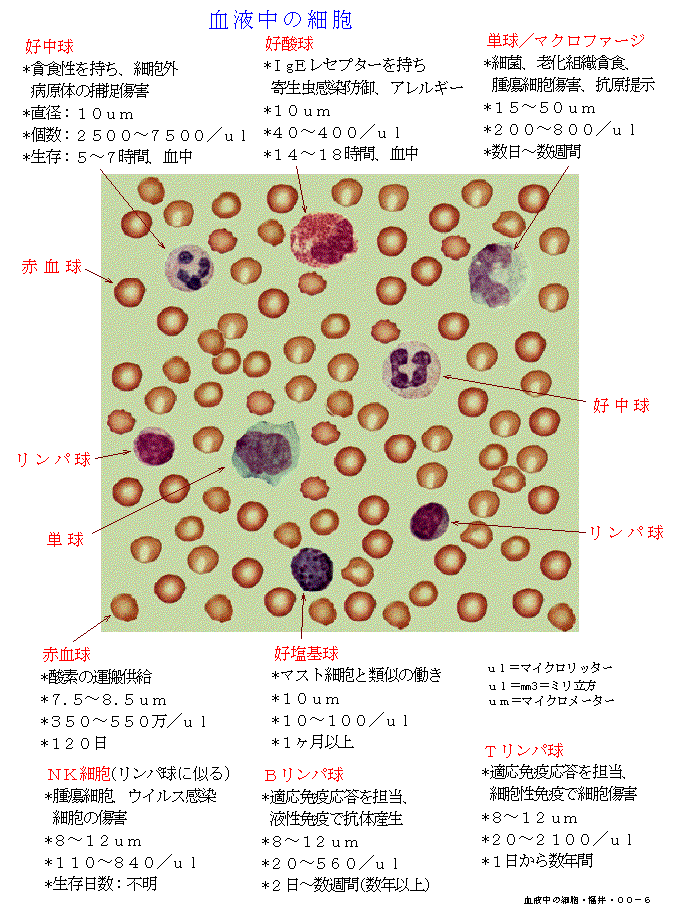 血液中の細胞
好中球
*貪食性を持ち、細胞外
病原体の捕捉傷害
*直径：１０ｕｍ
*個数：２５００～７５００／ｕｌ
*生存：５～７時間、血中
好酸球
*ＩｇＥレセプターを持ち
寄生虫感染防御、アレルギー
*１０ｕｍ
*４０～４００／ｕｌ
*１４～１８時間、血中
単球／マクロファージ
*細菌、老化組織貪食、
腫瘍細胞傷害、抗原提示
*１５～５０ｕｍ
*２００～８００／ｕｌ
*数日～数週間
赤血球
好中球
リンパ球
単球
リンパ球
赤血球
*酸素の運搬供給
*７.５～８.５ｕｍ
*３５０～５５０万／ｕｌ
*１２０日
好塩基球
*マスト細胞と類似の働き
*１０ｕｍ
*１０～１００／ｕｌ
*１ヶ月以上
ｕｌ＝マイクロリッター
ｕｌ＝mm3＝ミリ立方
ｕｍ＝マイクロメーター
ＮＫ細胞(リンパ球に似る)
*腫瘍細胞、ウイルス感染
細胞の傷害
*８～１２ｕｍ
*１１０～８４０／ｕｌ
*生存日数：不明
Ｂリンパ球
*適応免疫応答を担当、
液性免疫で抗体産生
*８～１２ｕｍ
*２０～５６０／ｕｌ
*２日～数週間(数年以上)
Ｔリンパ球
*適応免疫応答を担当、
細胞性免疫で細胞傷害
*８～１２ｕｍ
*２０～２１００／ｕｌ
*１日から数年間
血液中の細胞・福井・００－６